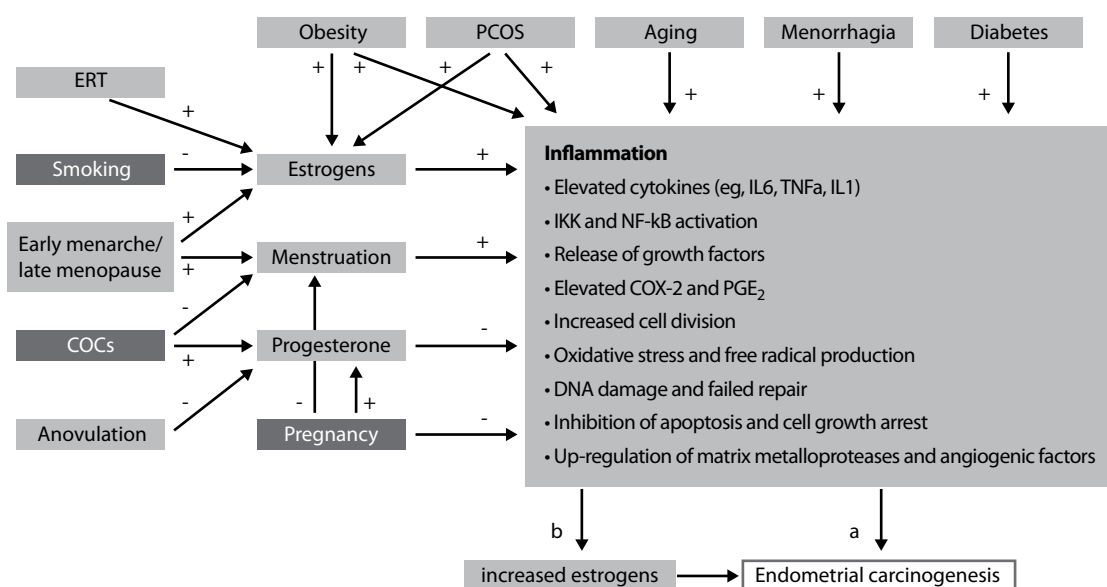 Obesity
PCOS
Aging
Menorrhagia
Diabetes
+
+
+
+
+
+
+
ERT
+
Smoking
-
Estrogens
+
+
Early menarche/
late menopause
+
Menstruation
+
-
COCs
+
Progesterone
-
-
Anovulation
-
+
Pregnancy
-
Inflammation
• Elevated cytokines (eg, IL6, TNFa, IL1)
• IKK and NF-kB activation
• Release of growth factors
• Elevated COX-2 and PGE2
• Increased cell division
• Oxidative stress and free radical production
• DNA damage and failed repair
• Inhibition of apoptosis and cell growth arrest
• Up-regulation of matrix metalloproteases and angiogenic factors
b
a
increased estrogens
Endometrial carcinogenesis